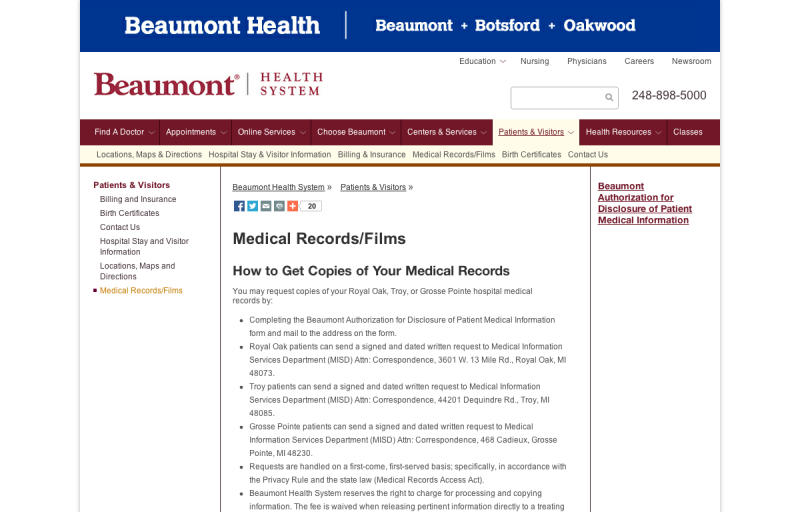 Beaumont Health | Beaumont + Botsford + Oakwood
Education Nursing Physicians Careers Newsroom
Beaumont® | HEALTH SYSTEM
248-898-5000
Find A Doctor Appointments Online Services Choose Beaumont Centers & Services Patients & Visitors Health Resources Classes
Locations, Maps & Directions Hospital Stay & Visitor Information Billing & Insurance Medical Records/Films Birth Certificates Contact Us
Patients & Visitors
Billing and Insurance
Birth Certificates
Contact Us
Hospital Stay and Visitor
Information
Locations, Maps and
Directions
Medical Records/Films
Beaumont Health System » Patients & Visitors »
20
Medical Records/Films
How to Get Copies of Your Medical Records
You may request copies of your Royal Oak, Troy, or Grosse Pointe hospital medical
records by:
• Completing the Beaumont Authorization for Disclosure of Patient Medical Information
form and mail to the address on the form.
• Royal Oak patients can send a signed and dated written request to Medical Information
Services Department (MISD) Attn: Correspondence, 3601 W. 13 Mile Rd., Royal Oak, MI
48073.
• Troy patients can send a signed and dated written request to Medical Information
Services Department (MISD) Attn: Correspondence, 44201 Dequindre Rd., Troy, MI
48085.
• Grosse Pointe patients can send a signed and dated written request to Medical
Information Services Department (MISD) Attn: Correspondence, 468 Cadieux, Grosse
Pointe, MI 48230.
• Requests are handled on a first-come, first-served basis; specifically, in accordance with
the Privacy Rule and the state law (Medical Records Access Act).
• Beaumont Health System reserves the right to charge for processing and copying
information. The fee is waived when releasing pertinent information directly to a treating
Beaumont
Authorization for
Disclosure of Patient
Medical Information